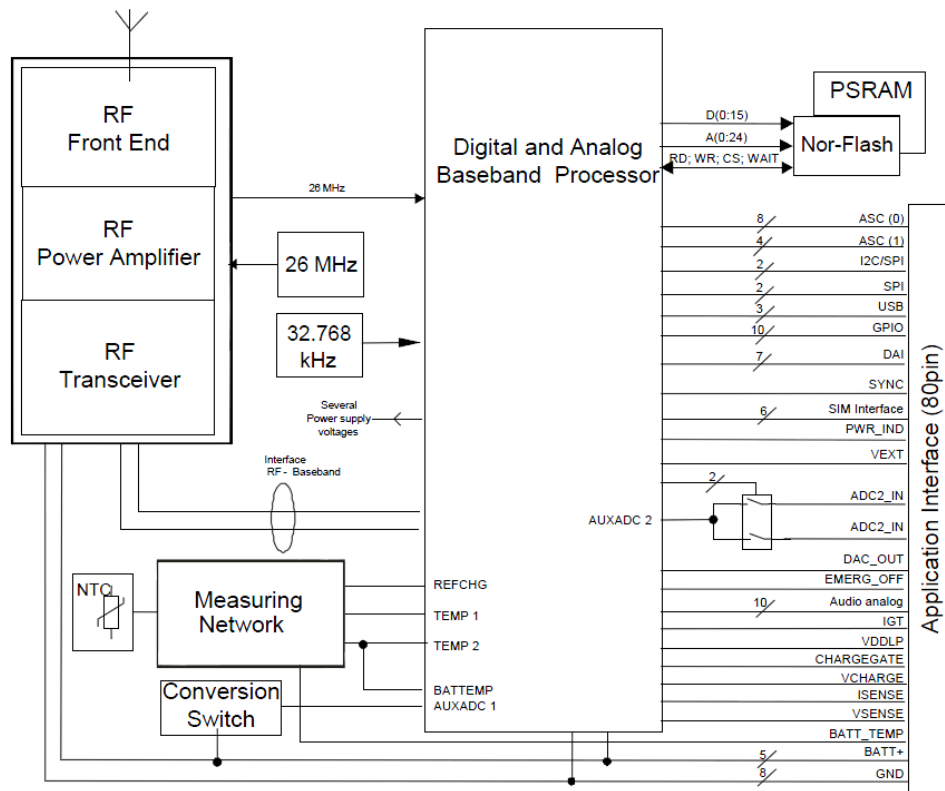 RF
Front End
RF
Power Amplifier
RF
Transceiver
26 MHz
26 MHz
32.768
kHz
Several
Power supply
voltages
Interface
RF - Baseband
NTC
Measuring
Network
Conversion
Switch
Digital and Analog
Baseband Processor
REFCHG
TEMP 1
TEMP 2
BATTEMP
AUXADC 1
AUXADC 2
D(0:15)
A(0:24)
RD; WR; CS; WAIT
PSRAM
Nor-Flash
8 ASC (0)
4 ASC (1)
2 I2C/SPI
2 SPI
3 USB
10 GPIO
7 DAI
SYNC
6 SIM Interface
PWR_IND
VEXT
2
ADC2_IN
ADC2_IN
DAC_OUT
EMERG_OFF
10 Audio analog
IGT
VDDLP
CHARGEGATE
VCHARGE
ISENSE
VSENSE
BATT_TEMP
5 BATT+
8 GND
Application Interface (80pin)